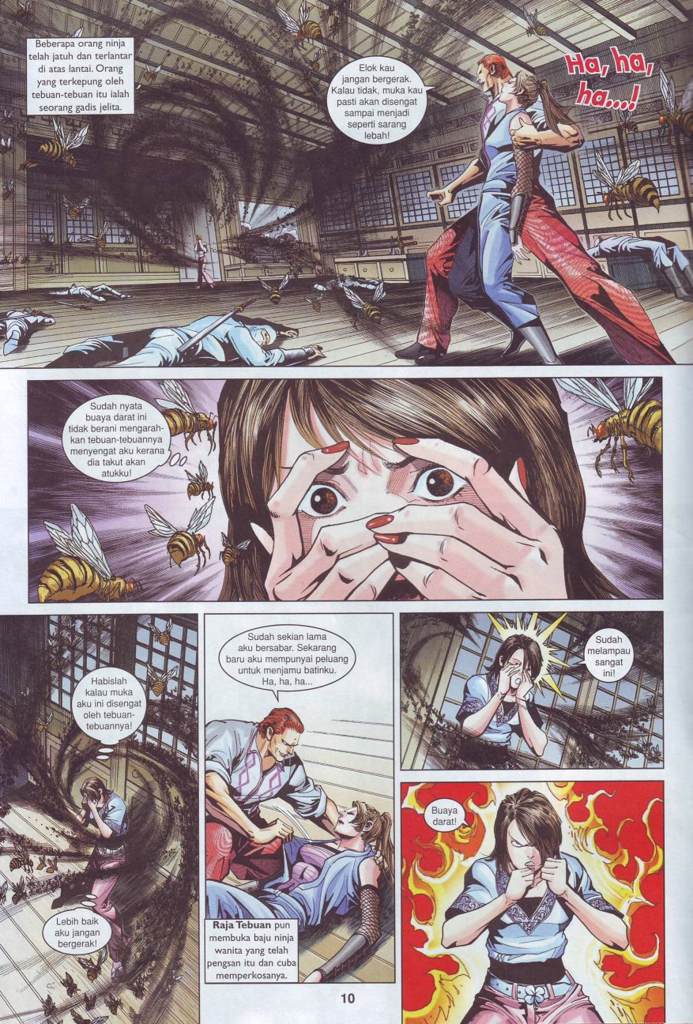 Beberapa orang ninja
telah jatuh dan terlantar
di atas lantai. Orang
yang terkepung oleh
tebuan-tebuan itu ialah
seorang gadis jelita.
Elok kau
jangan bergerak.
Kalau tidak, muka kau
pasti akan disengat
sampai menjadi
seperti sarang
lebah!
Ha, ha,
ha...!
Sudah nyata
buaya darat ini
tidak berani mengarah-
kan tebuan-tebuannya
menyengat aku kerana
dia takut akan
atukku!
Habislah
kalau muka
aku ini disengat
oleh tebuan-
tebuannya!
Lebih baik
aku jangan
bergerak!
Sudah sekian lama
aku bersabar. Sekarang
baru aku mempunyai peluang
untuk menjamu batinku.
Ha, ha, ha...
Raja Tebuan pun
membuka baju ninja
wanita yang telah
pengsan itu dan cuba
memperkosanya.
Sudah
melampau
sangat
ini!
Buaya
darat!
10